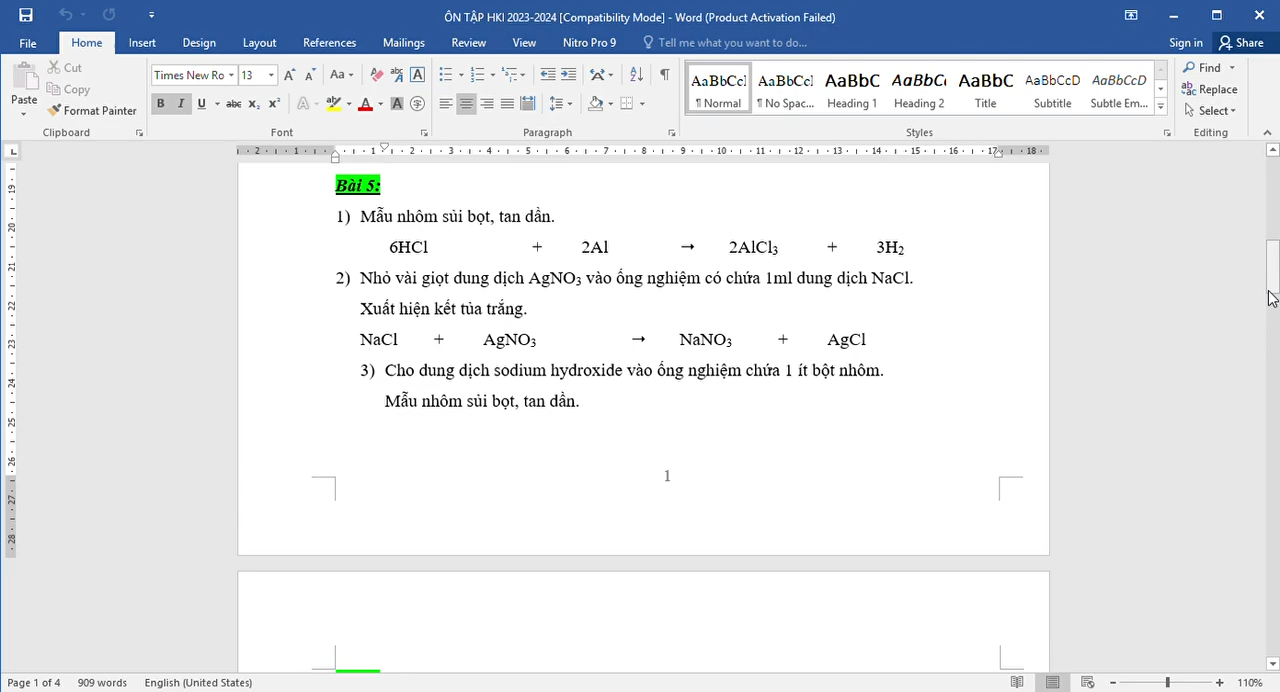 ÔN TẬP HKI 2023-2024 [Compatibility Mode] - Word (Product Activation Failed)
File Home Insert Design Layout References Mailings Review View Nitro Pro 9 Tell me what you want to do... Sign in Share
Paste
Cut
Copy
Format Painter
Clipboard
Times New Ro 13
Font
Paragraph
AaBbCcI AaBbCcI AaBbC AaBbCc AaBbC AaBbCcD AaBbCcD
¶ Normal ¶ No Spac... Heading 1 Heading 2 Title Subtitle Subtle Em...
Styles
Find
Replace
Select
Editing
Bài 5:
1) Mẫu nhôm sủi bọt, tan dần.
6HCl + 2Al → 2AlCl₃ + 3H₂
2) Nhỏ vài giọt dung dịch AgNO₃ vào ống nghiệm có chứa 1ml dung dịch NaCl.
Xuất hiện kết tủa trắng.
NaCl + AgNO₃ → NaNO₃ + AgCl
3) Cho dung dịch sodium hydroxide vào ống nghiệm chứa 1 ít bột nhôm.
Mẫu nhôm sủi bọt, tan dần.
1
Page 1 of 4 909 words English (United States) 110%